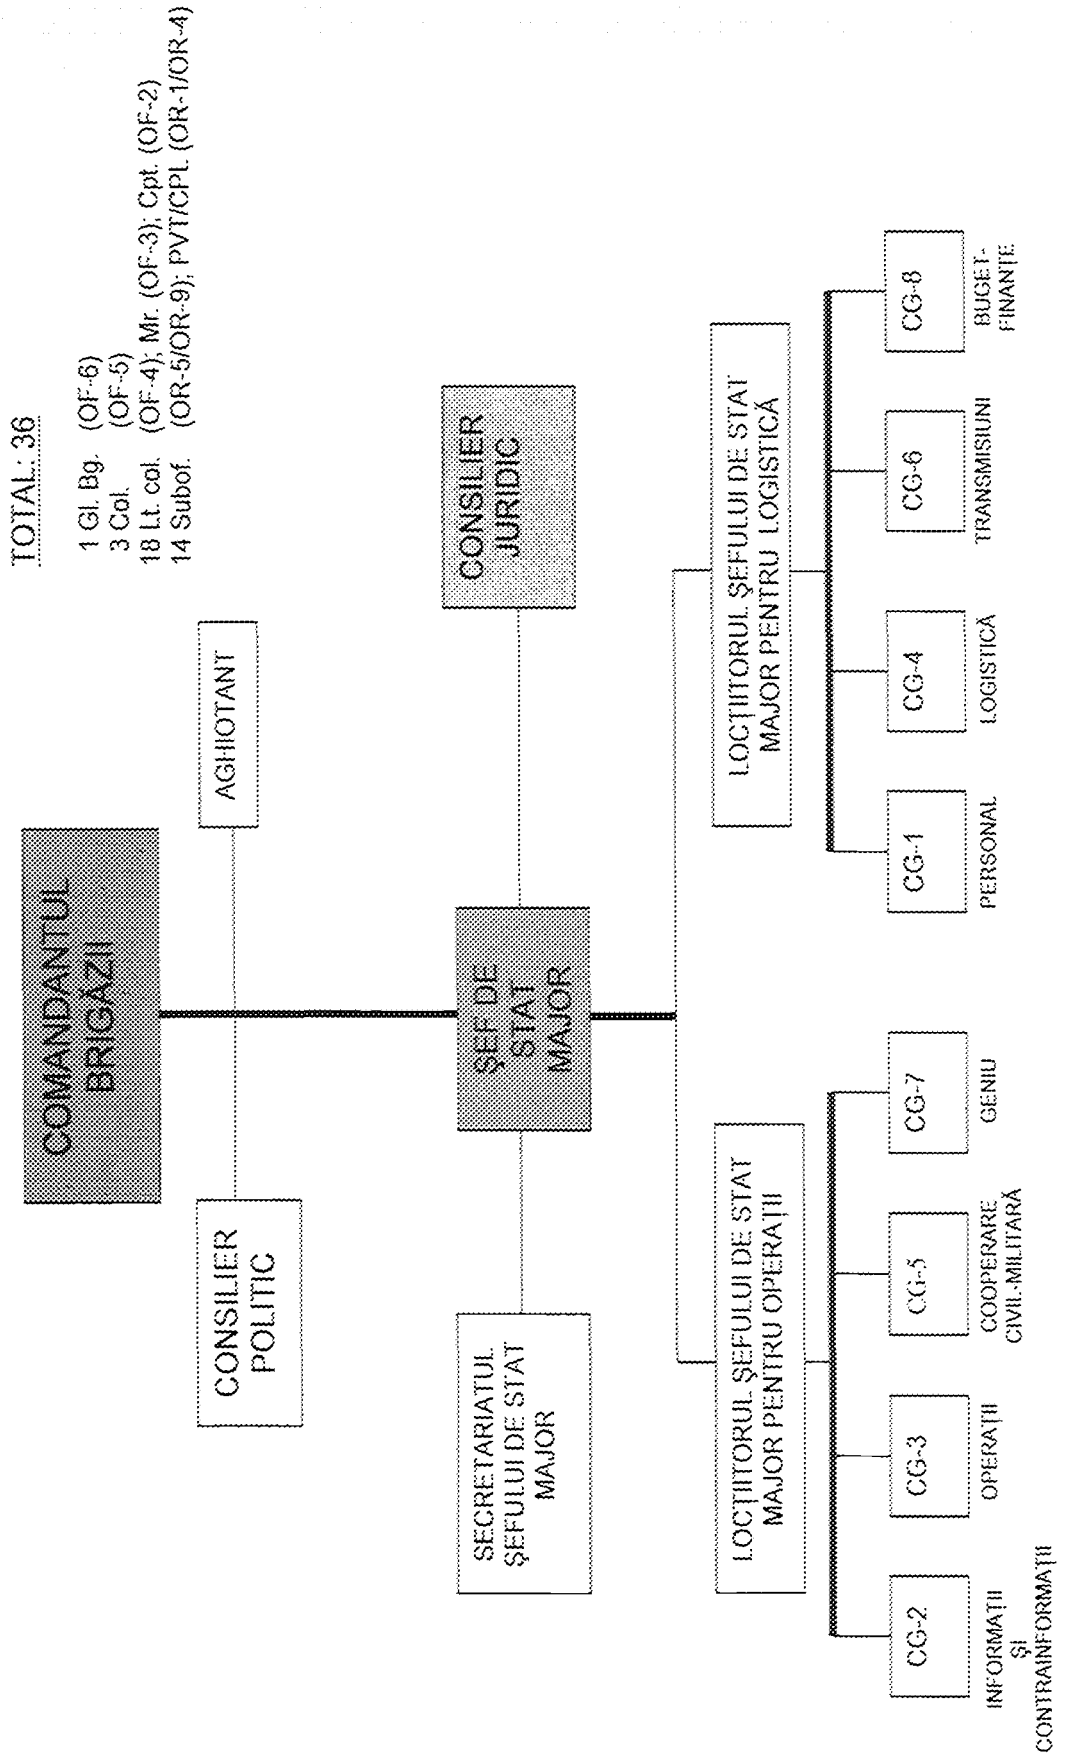 TOTAL: 36
1 Gl. Bg. (OF-6)
3 Col. (OF-5)
18 Lt. col. (OF-4); Mr. (OF-3); Cpt. (OF-2)
14 Subof. (OR-5/OR-9); PVT/CPL (OR-1/OR-4)
COMANDANTUL
BRIGĂZII
CONSILIER
POLITIC
AGHIOTANT
SECRETARIATUL
ŞEFULUI DE STAT
MAJOR
ŞEF DE
STAT
MAJOR
CONSILIER
JURIDIC
LOCŢIITORUL ŞEFULUI DE STAT
MAJOR PENTRU OPERAŢII
LOCŢIITORUL ŞEFULUI DE STAT
MAJOR PENTRU LOGISTICĂ
CG-2
INFORMAŢII
ŞI
CONTRAINFORMAŢII
CG-3
OPERAŢII
CG-5
COOPERARE
CIVIL-MILITARĂ
CG-7
GENIU
CG-1
PERSONAL
CG-4
LOGISTICĂ
CG-6
TRANSMISIUNI
CG-8
BUGET-
FINANŢE